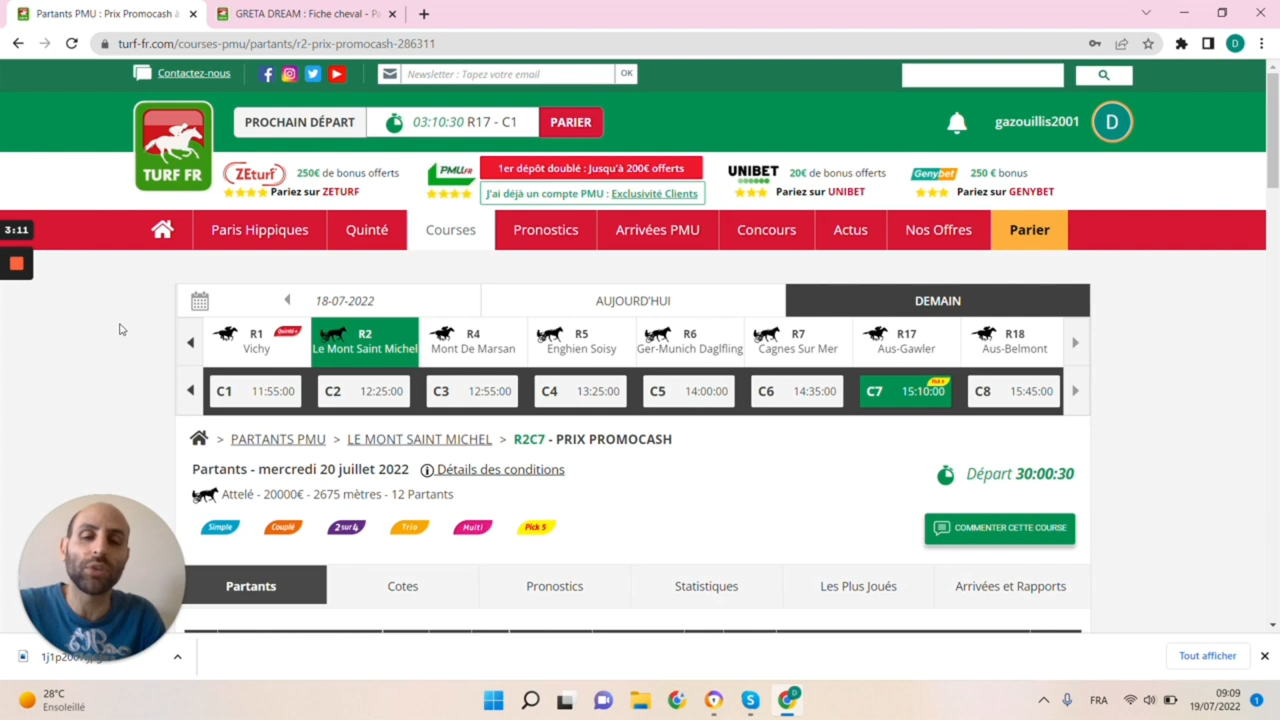 Partants PMU : Prix Promocash à
GRETA DREAM : Fiche cheval - Pa
turf-fr.com/courses-pmu/partants/r2-prix-promocash-286311
D
Contactez-nous
Newsletter : Tapez votre email
OK
TURF FR
PROCHAIN DÉPART
03:10:30 R17 - C1
PARIER
gazouillis2001
D
ZEturf
250€ de bonus offerts
Pariez sur ZETURF
PMU.FR
1er dépôt doublé : Jusqu'à 200€ offerts
J'ai déjà un compte PMU : Exclusivité Clients
UNIBET
20€ de bonus offerts
Pariez sur UNIBET
Genybet
250 € bonus
Pariez sur GENYBET
3:11
Paris Hippiques
Quinté
Courses
Pronostics
Arrivées PMU
Concours
Actus
Nos Offres
Parier
18-07-2022
AUJOURD'HUI
DEMAIN
R1 Quinté+
Vichy
R2
Le Mont Saint Michel
R4
Mont De Marsan
R5
Enghien Soisy
R6
Ger-Munich Daglfing
R7
Cagnes Sur Mer
R17
Aus-Gawler
R18
Aus-Belmont
C1 11:55:00
C2 12:25:00
C3 12:55:00
C4 13:25:00
C5 14:00:00
C6 14:35:00
C7 15:10:00 Pick 5
C8 15:45:00
> PARTANTS PMU > LE MONT SAINT MICHEL > R2C7 - PRIX PROMOCASH
Partants - mercredi 20 juillet 2022 Détails des conditions
Départ 30:00:30
Attelé - 20000€ - 2675 mètres - 12 Partants
Simple
Couplé
2 sur 4
Trio
Multi
Pick 5
COMMENTER CETTE COURSE
Partants
Cotes
Pronostics
Statistiques
Les Plus Joués
Arrivées et Rapports
Tout afficher
28°C
Ensoleillé
FRA
09:09
19/07/2022
1